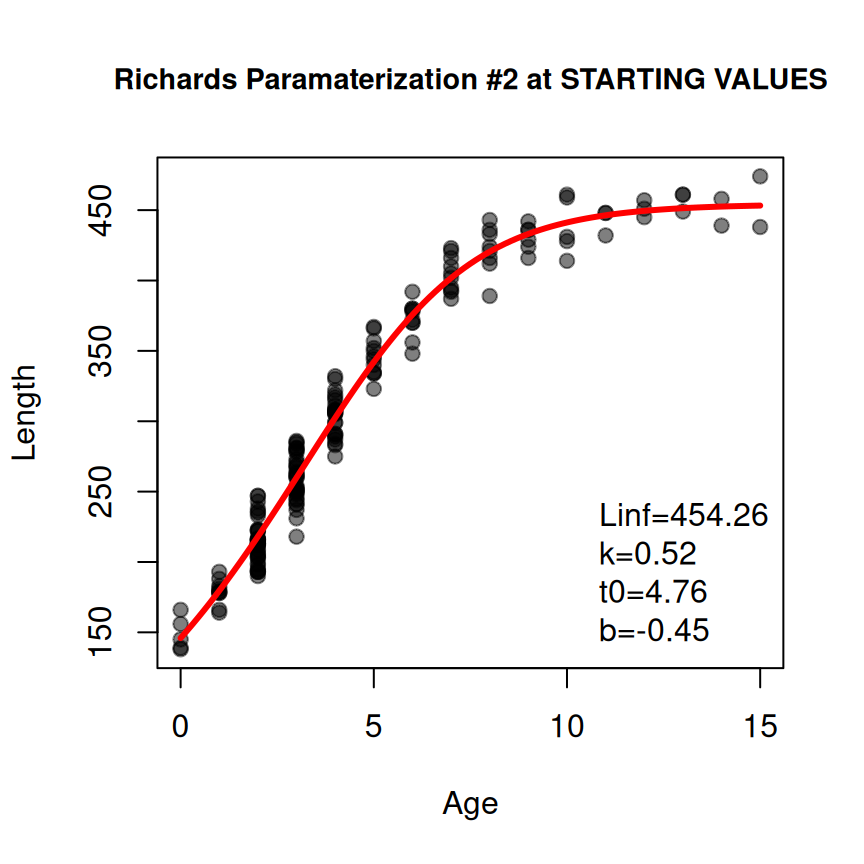 Richards Paramaterization #2 at STARTING VALUES
450
350
250
150
Length
Linf=454.26
k=0.52
t0=4.76
b=-0.45
0 5 10 15
Age